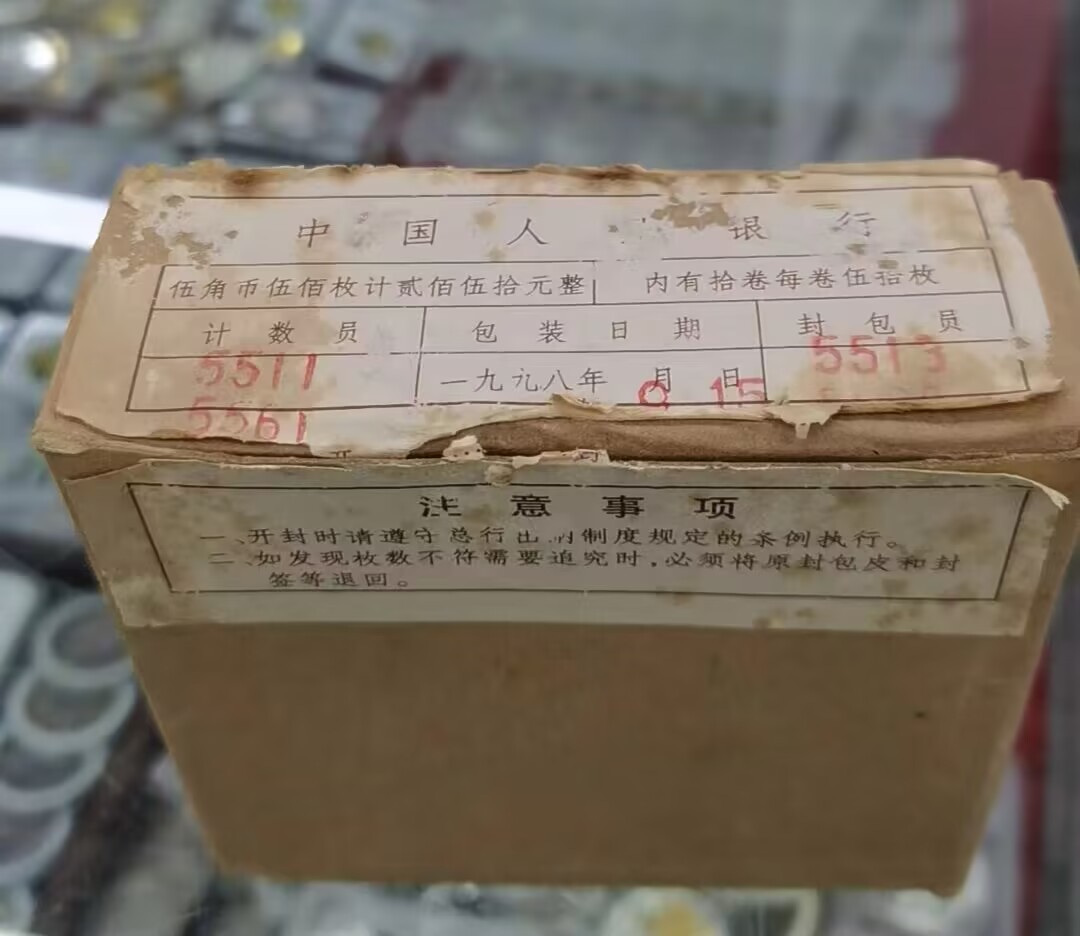 中国人 银行
伍角币伍佰枚计贰佰伍拾元整 内有拾卷每卷伍拾枚
计数员 包装日期 封包员
5511 一九九八年 月 15日 5513
5561
注意事项
一、开封时请遵守总行出纳制度规定的条例执行。
二、如发现枚数不符需要追究时，必须将原封包皮和封
签等退回。